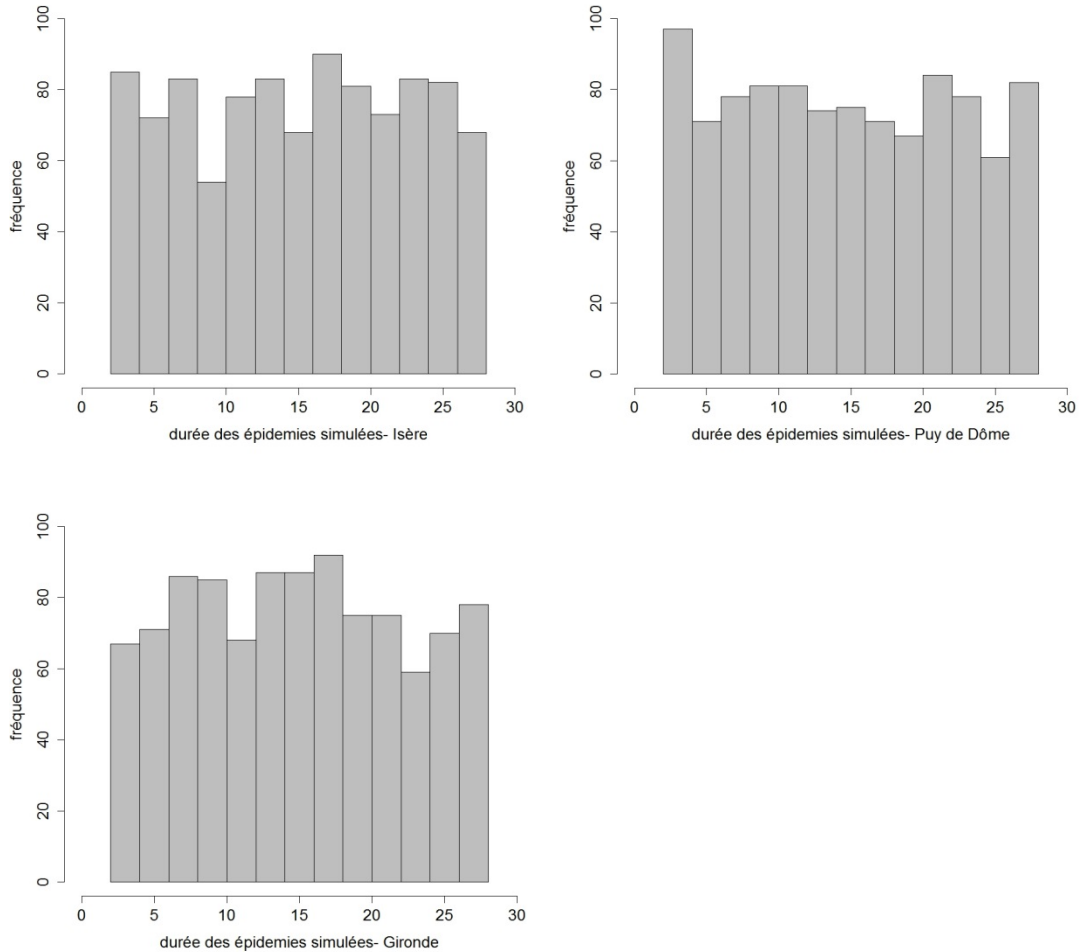 100
80
60
40
20
0
fréquence
0 5 10 15 20 25 30
durée des épidemies simulées- Isère
100
80
60
40
20
0
fréquence
0 5 10 15 20 25 30
durée des épidemies simulées- Puy de Dôme
100
80
60
40
20
0
fréquence
0 5 10 15 20 25 30
durée des épidemies simulées- Gironde